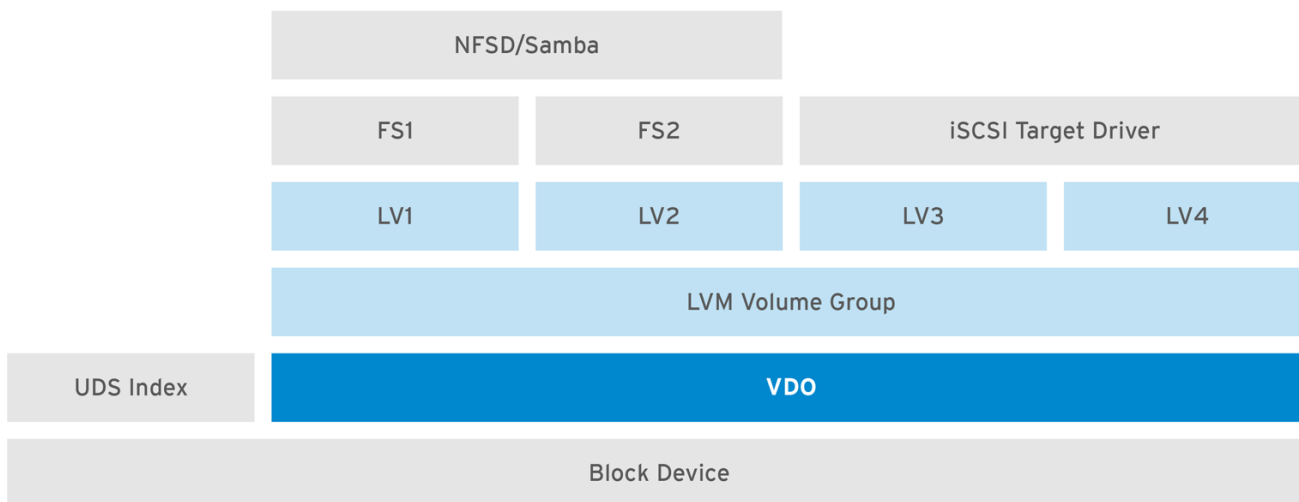 NFSD/Samba
FS1
FS2
iSCSI Target Driver
LV1
LV2
LV3
LV4
LVM Volume Group
UDS Index
VDO
Block Device